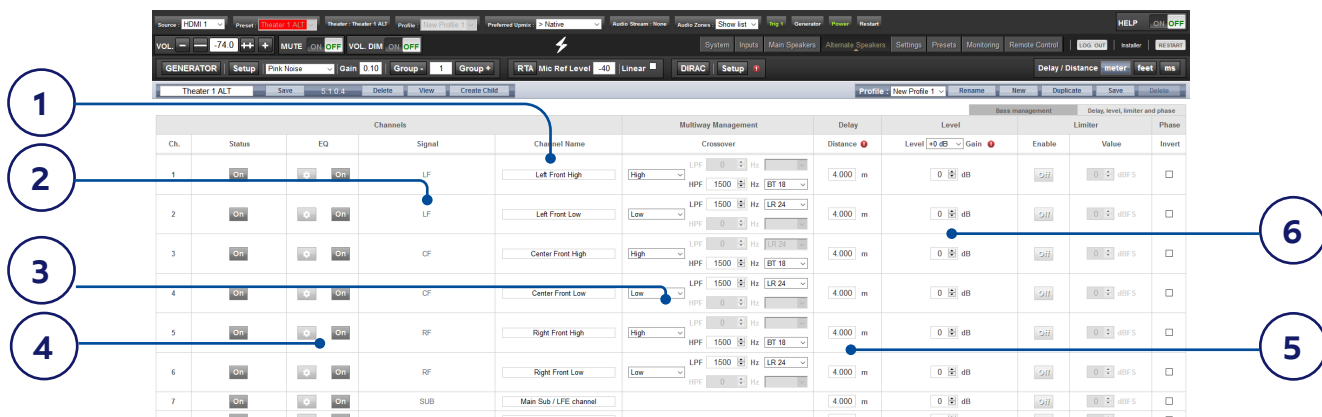 Source : HDMI 1 Preset : Theater 1 ALT Theater : Theater 1 ALT Profile : New Profile 1 Preferred Upmix : > Native Audio Stream : None Audio Zones : Show list Trig 1 Generator Power Restart HELP ON OFF
VOL. -74.0 ++ + MUTE ON OFF VOL. DIM ON OFF System Inputs Main Speakers Alternate Speakers Settings Presets Monitoring Remote Control LOG OUT Installer RESTART
GENERATOR Setup Pink Noise Gain 0.10 Group - 1 Group + RTA Mic Ref Level -40 Linear DIRAC Setup Delay / Distance meter feet ms
Theater 1 ALT Save 5.1.0.4 Delete View Create Child Profile : New Profile 1 Rename New Duplicate Save Delete
Bass management Delay, level, limiter and phase
Channels Multiway Management Delay Level Limiter Phase
Ch. Status EQ Signal Channel Name Crossover Distance Level +0 dB Gain Enable Value Invert
LPF 0 Hz
1 On On LF Left Front High High 4.000 m 0 dB Off 0 dBFS
HPF 1500 Hz BT 18
LPF 1500 Hz LR 24
2 On On LF Left Front Low Low 4.000 m 0 dB Off 0 dBFS
HPF 0 Hz
LPF 0 Hz LR 24
3 On On CF Center Front High High 4.000 m 0 dB Off 0 dBFS
HPF 1500 Hz BT 18
LPF 1500 Hz LR 24
4 On On CF Center Front Low Low 4.000 m 0 dB Off 0 dBFS
HPF 0 Hz
LPF 0 Hz
5 On On RF Right Front High High 4.000 m 0 dB Off 0 dBFS
HPF 1500 Hz BT 18
LPF 1500 Hz LR 24
6 On On RF Right Front Low Low 4.000 m 0 dB Off 0 dBFS
HPF 0 Hz
7 On On SUB Main Sub / LFE channel 4.000 m 0 dB Off 0 dBFS
1
2
3
4
5
6